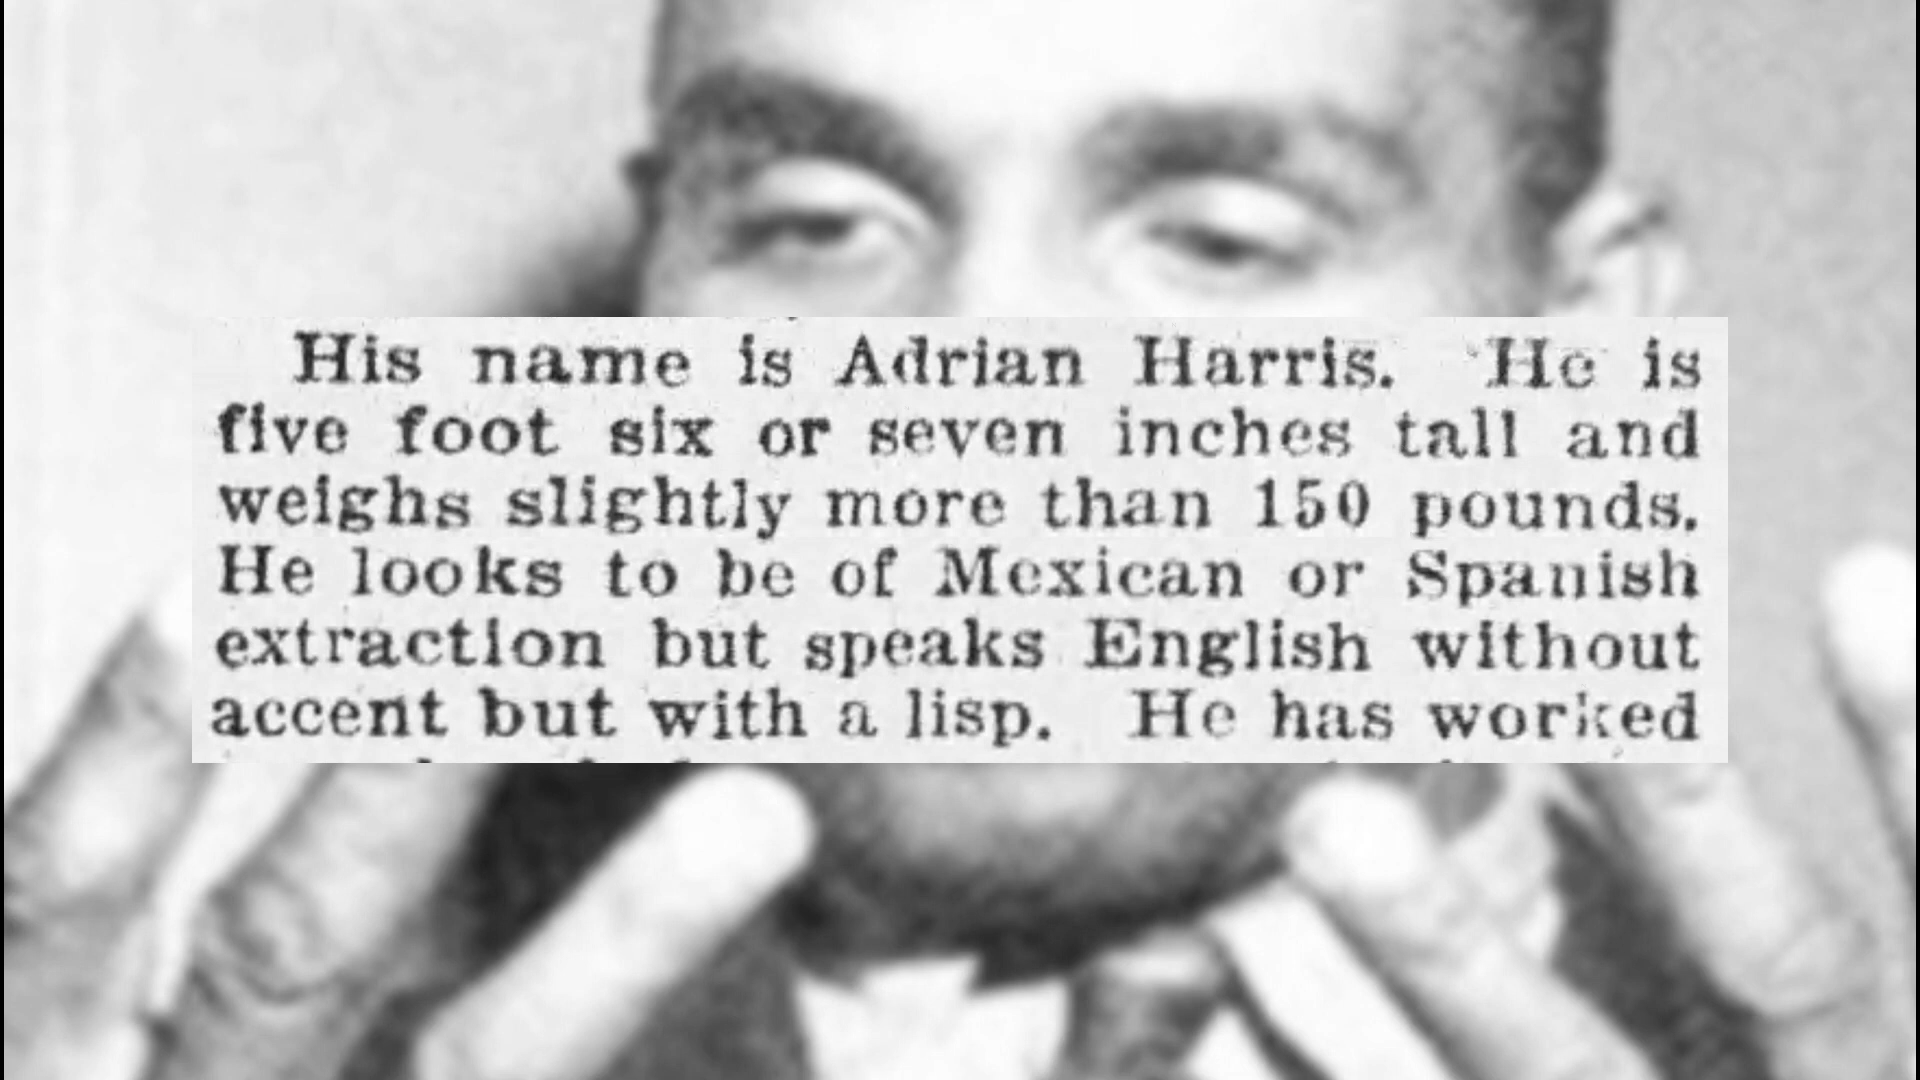 His name is Adrian Harris. He is
five foot six or seven inches tall and
weighs slightly more than 150 pounds.
He looks to be of Mexican or Spanish
extraction but speaks English without
accent but with a lisp. He has worked